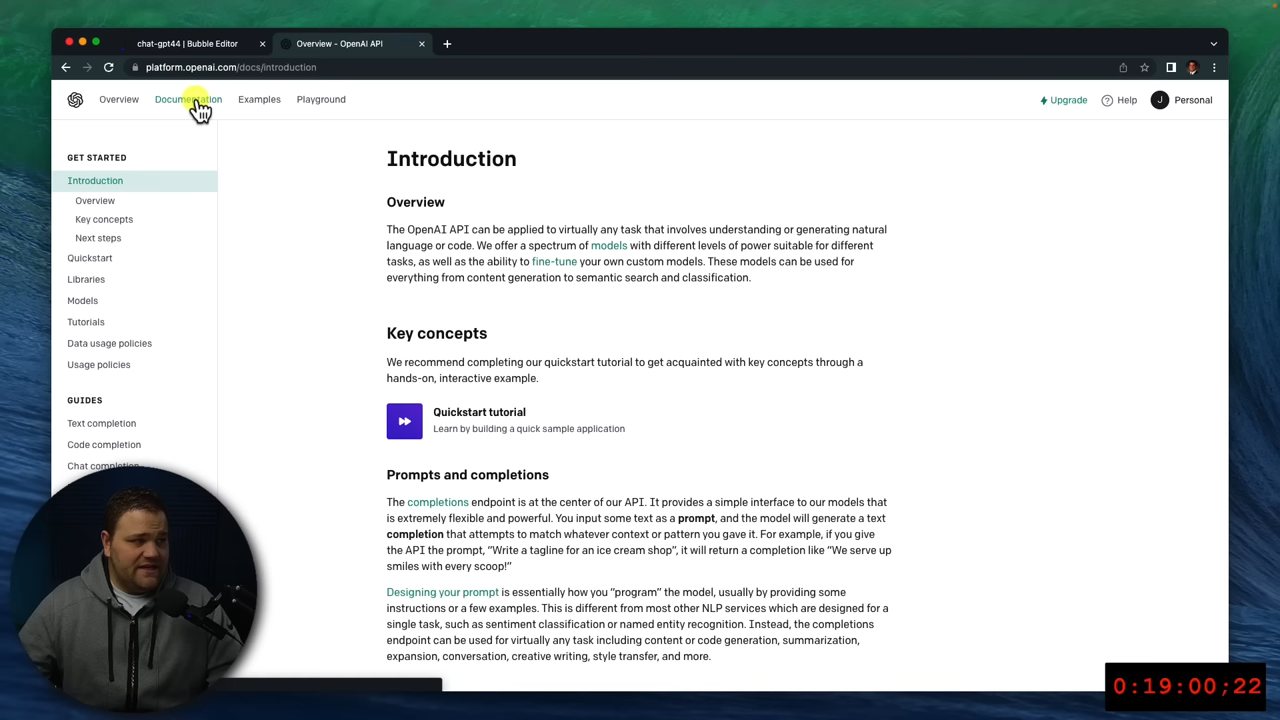 chat-gpt44 | Bubble Editor
Overview - OpenAI API
platform.openai.com/docs/introduction
Overview
Documentation
Examples
Playground
Upgrade
Help
J
Personal
GET STARTED
Introduction
Overview
Key concepts
Next steps
Quickstart
Libraries
Models
Tutorials
Data usage policies
Usage policies
GUIDES
Text completion
Code completion
Chat completion
Introduction
Overview
The OpenAI API can be applied to virtually any task that involves understanding or generating natural
language or code. We offer a spectrum of models with different levels of power suitable for different
tasks, as well as the ability to fine-tune your own custom models. These models can be used for
everything from content generation to semantic search and classification.
Key concepts
We recommend completing our quickstart tutorial to get acquainted with key concepts through a
hands-on, interactive example.
Quickstart tutorial
Learn by building a quick sample application
Prompts and completions
The completions endpoint is at the center of our API. It provides a simple interface to our models that
is extremely flexible and powerful. You input some text as a prompt, and the model will generate a text
completion that attempts to match whatever context or pattern you gave it. For example, if you give
the API the prompt, “Write a tagline for an ice cream shop”, it will return a completion like “We serve up
smiles with every scoop!”
Designing your prompt is essentially how you “program” the model, usually by providing some
instructions or a few examples. This is different from most other NLP services which are designed for a
single task, such as sentiment classification or named entity recognition. Instead, the completions
endpoint can be used for virtually any task including content or code generation, summarization,
expansion, conversation, creative writing, style transfer, and more.
0:19:00;22